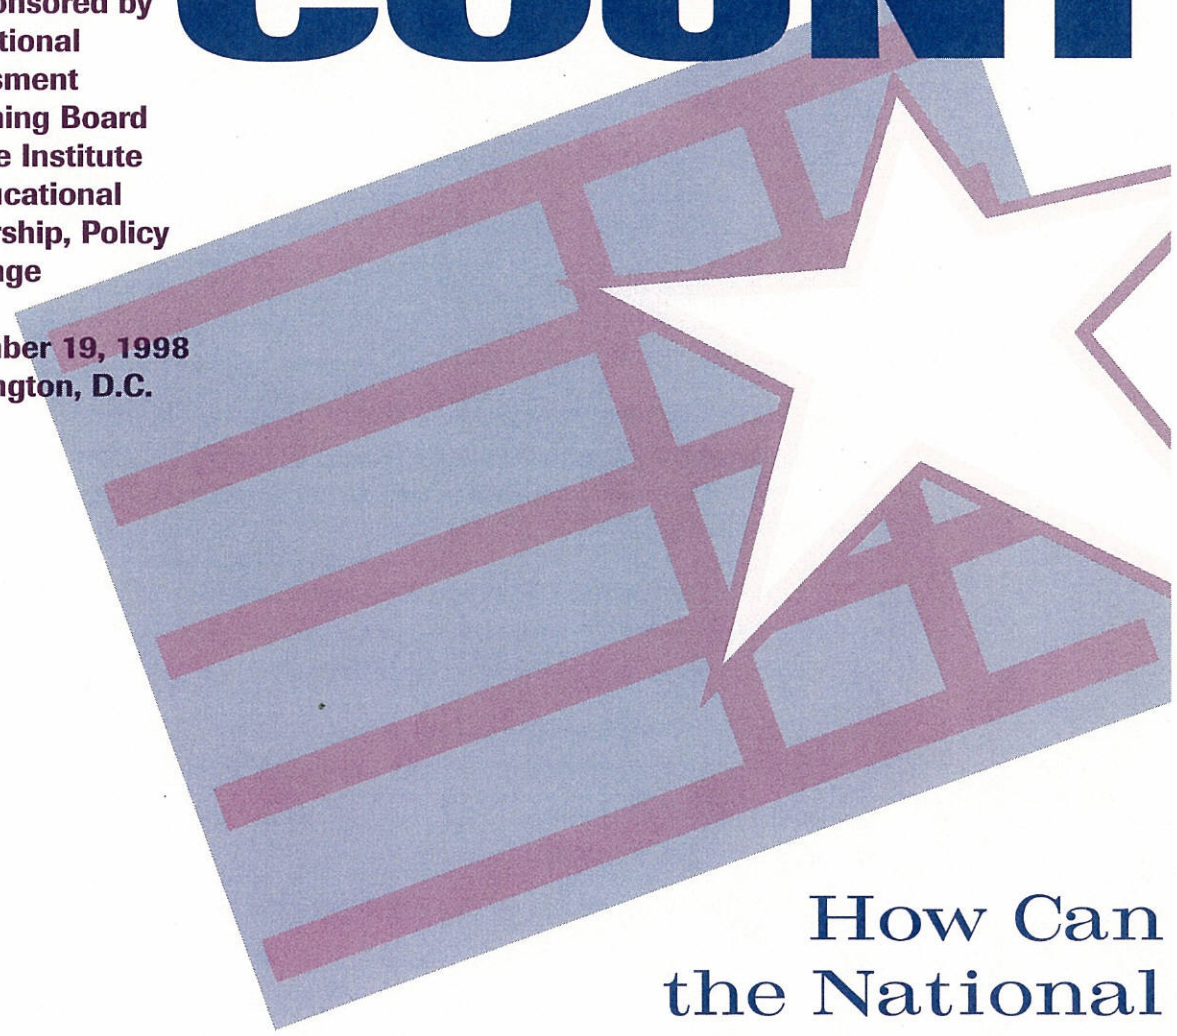 COUNT
onsored by
tional
sment
ning Board
e Institute
ucational
rship, Policy
nge
ber 19, 1998
ngton, D.C.
How Can
the National